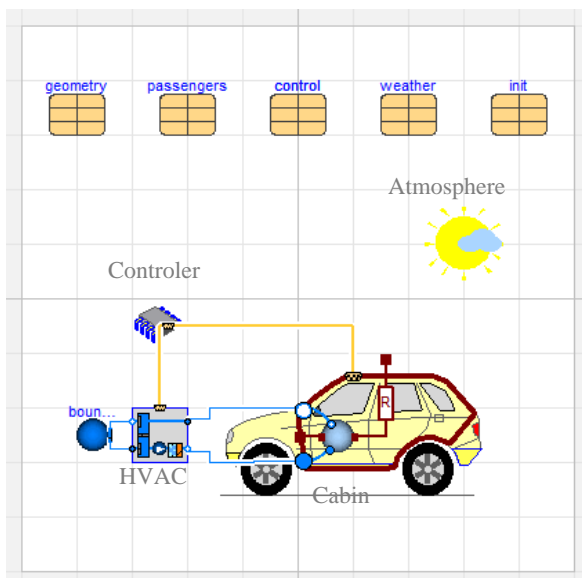 geometry passengers control weather init
Atmosphere
Controler
R
boun...
HVAC
Cabin